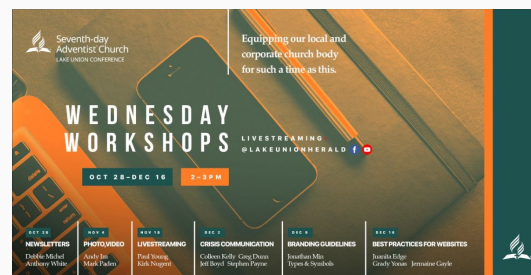 Seventh-day
Adventist Church
LAKE UNION CONFERENCE
Equipping our local and
corporate church body
for such a time as this.
WEDNESDAY
WORKSHOPS
LIVESTREAMING
@LAKEUNIONHERALD
OCT 28-DEC 16
2-3PM
OCT 28
NEWSLETTERS
Debbie Michel
Anthony White
NOV 4
PHOTO,VIDEO
Andy Im
Mark Paden
NOV 18
LIVESTREAMING
Paul Young
Kirk Nugent
DEC 2
CRISIS COMMUNICATION
Colleen Kelly Greg Dunn
Jeff Boyd Stephen Payne
DEC 9
BRANDING GUIDELINES
Jonathan Min
Types & Symbols
DEC 16
BEST PRACTICES FOR WEBSITES
Juanita Edge
Grady Yonas Jermaine Gayle